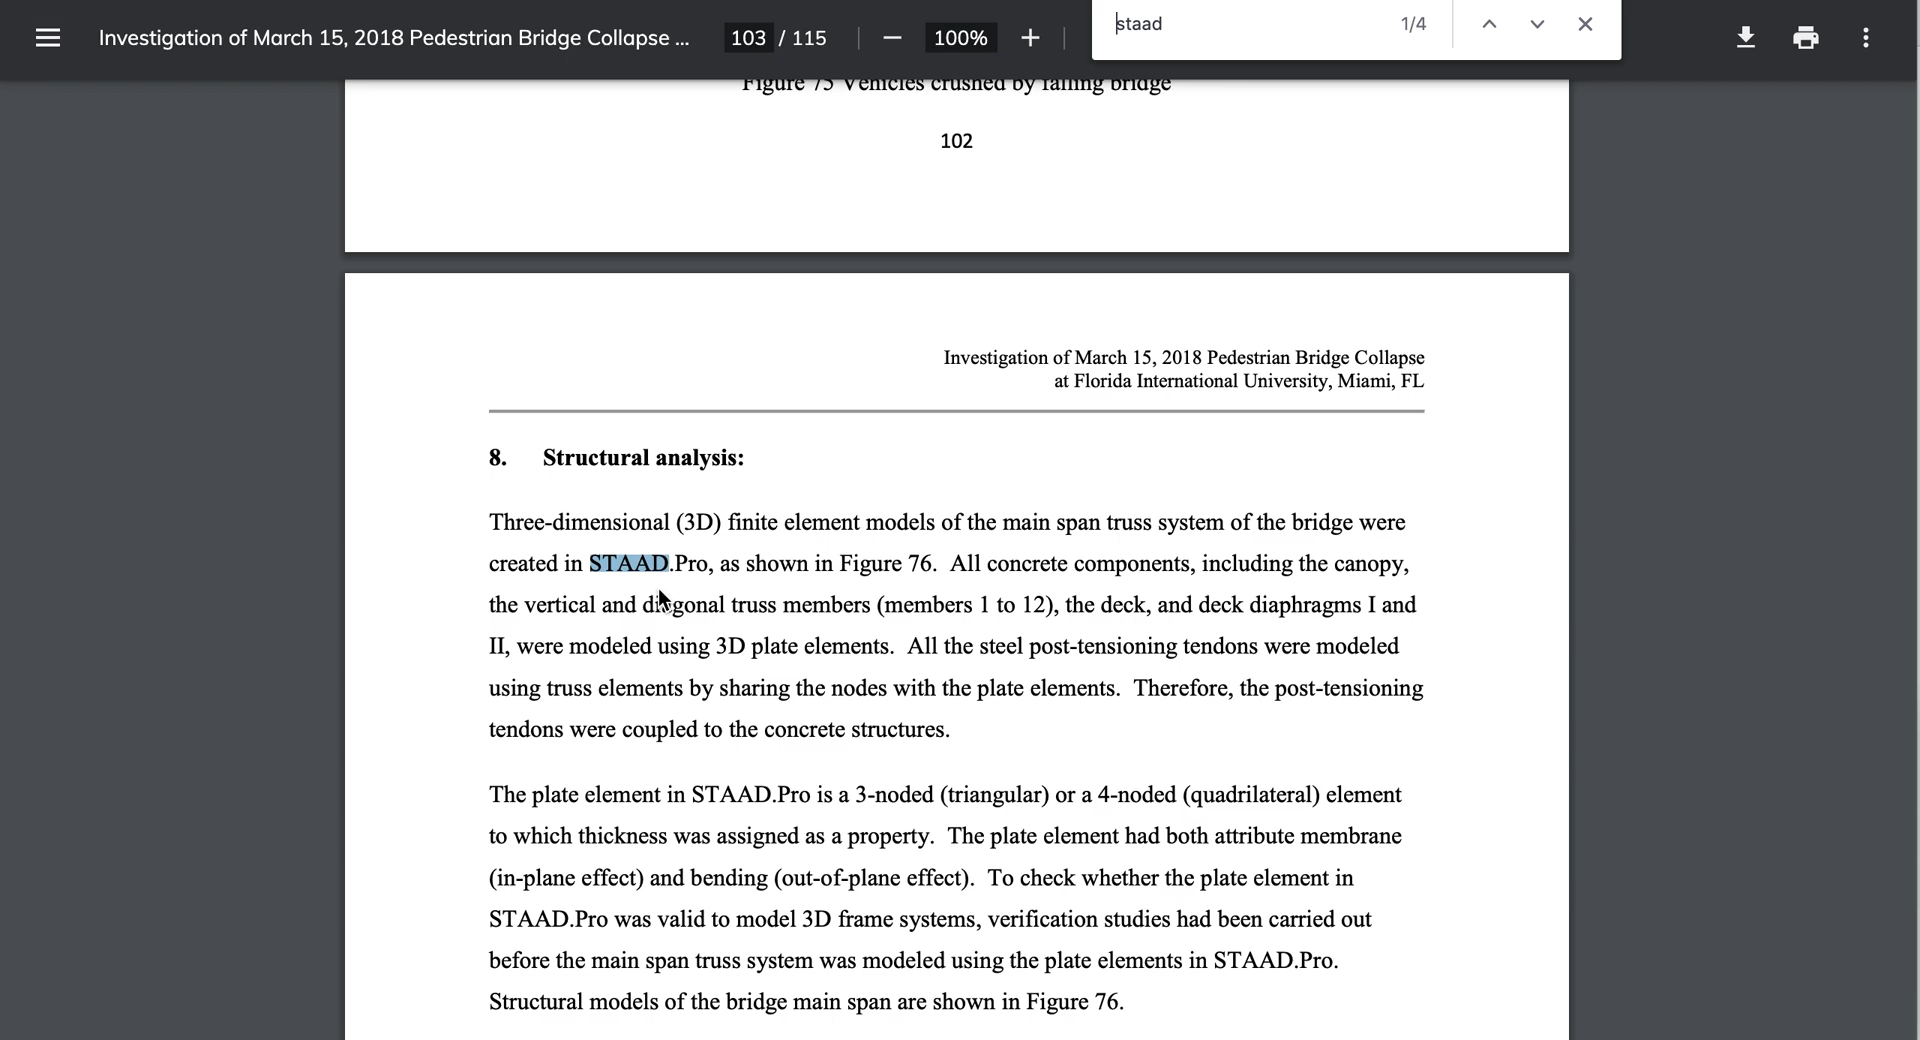 Investigation of March 15, 2018 Pedestrian Bridge Collapse ...
103 / 115
100%
staad
1/4
Figure 75 Vehicles crushed by falling bridge
102
Investigation of March 15, 2018 Pedestrian Bridge Collapse
at Florida International University, Miami, FL
8. Structural analysis:
Three-dimensional (3D) finite element models of the main span truss system of the bridge were
created in STAAD.Pro, as shown in Figure 76. All concrete components, including the canopy,
the vertical and diagonal truss members (members 1 to 12), the deck, and deck diaphragms I and
II, were modeled using 3D plate elements. All the steel post-tensioning tendons were modeled
using truss elements by sharing the nodes with the plate elements. Therefore, the post-tensioning
tendons were coupled to the concrete structures.
The plate element in STAAD.Pro is a 3-noded (triangular) or a 4-noded (quadrilateral) element
to which thickness was assigned as a property. The plate element had both attribute membrane
(in-plane effect) and bending (out-of-plane effect). To check whether the plate element in
STAAD.Pro was valid to model 3D frame systems, verification studies had been carried out
before the main span truss system was modeled using the plate elements in STAAD.Pro.
Structural models of the bridge main span are shown in Figure 76.